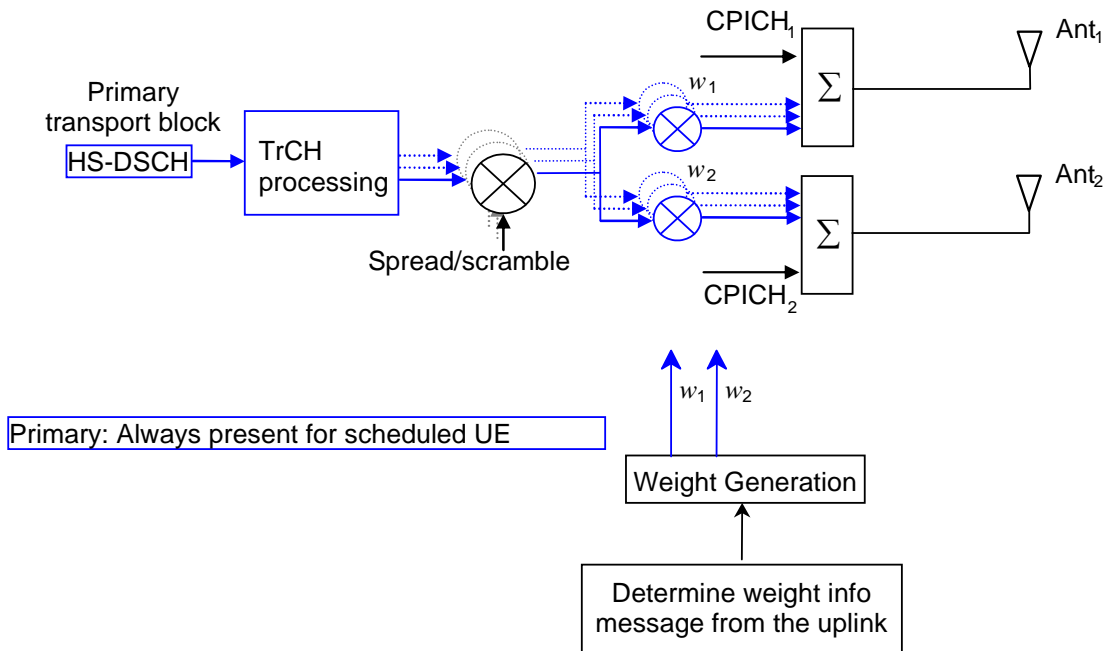 CPICH1
Ant1
w1
Σ
Primary
transport block
HS-DSCH
TrCH
processing
w2
Ant2
Σ
Spread/scramble
CPICH2
w1 w2
Primary: Always present for scheduled UE
Weight Generation
Determine weight info
message from the uplink